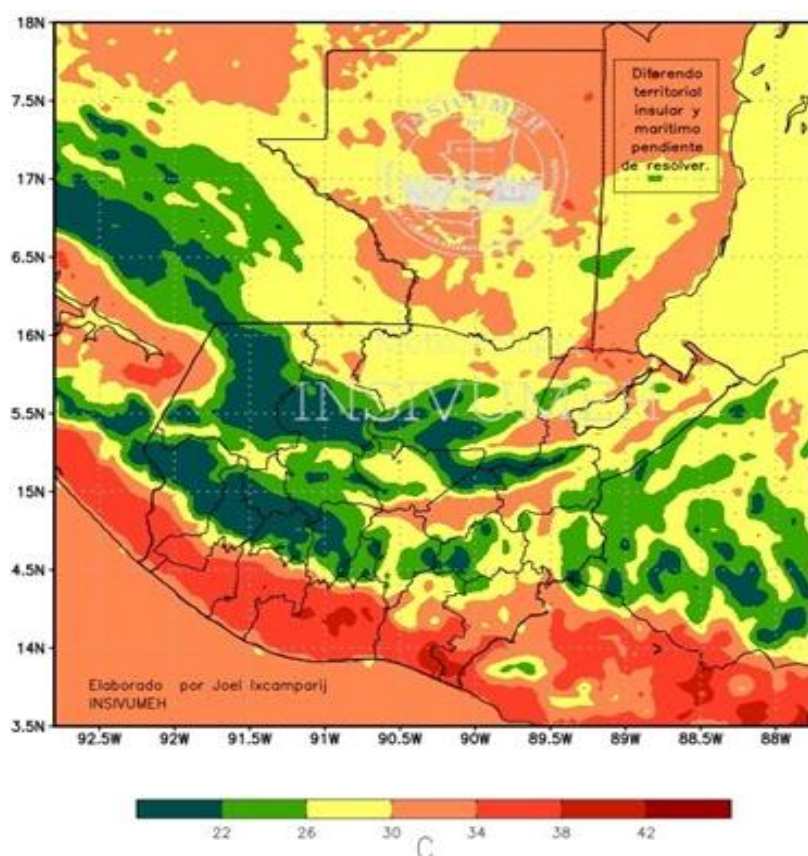 18N
Diferendo
territorial
insular y
marítimo
pendiente
de resolver.
INSIVUMEH
7.5N
17N
6.5N
16N
INSIVUMEH
5.5N
15N
4.5N
14N
Elaborado por Joel Ixcamparij
INSIVUMEH
3.5N
92.5W 92W 91.5W 91W 90.5W 90W 89.5W 89W 88.5W 88W
22 26 30 34 38 42
C